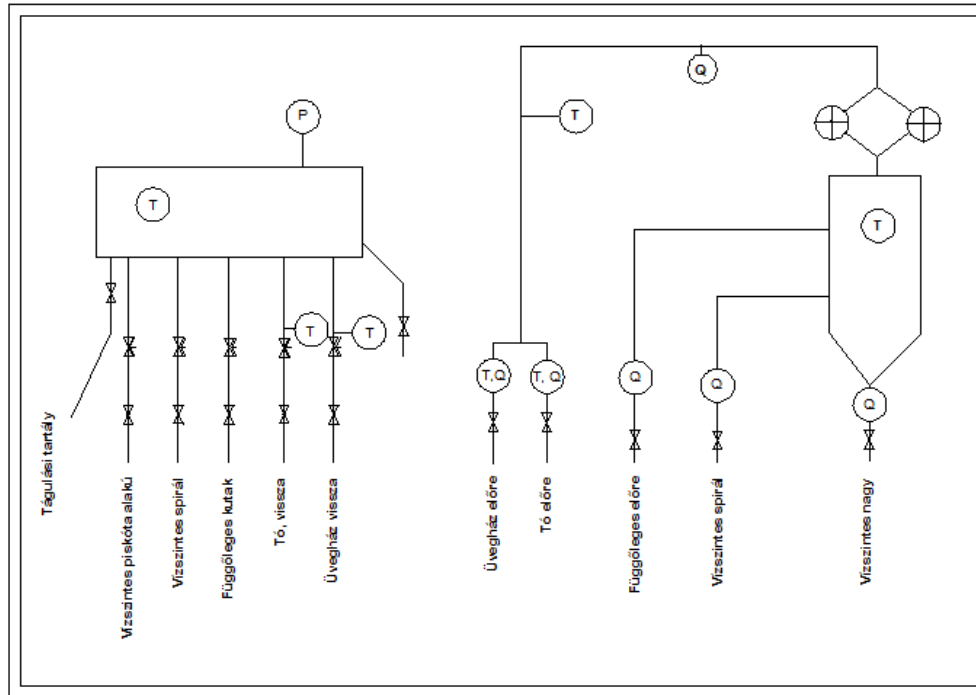 P
T
T
T
Tágulási tartály
Vízszintes piskóta alakú
Vízszintes spirál
Függőleges kutak
Tó, vissza
Üvegház vissza
Q
T
T
T, Q
T, Q
Q
Q
Q
Üvegház előre
Tó előre
Függőleges előre
Vízszintes spirál
Vízszintes nagy